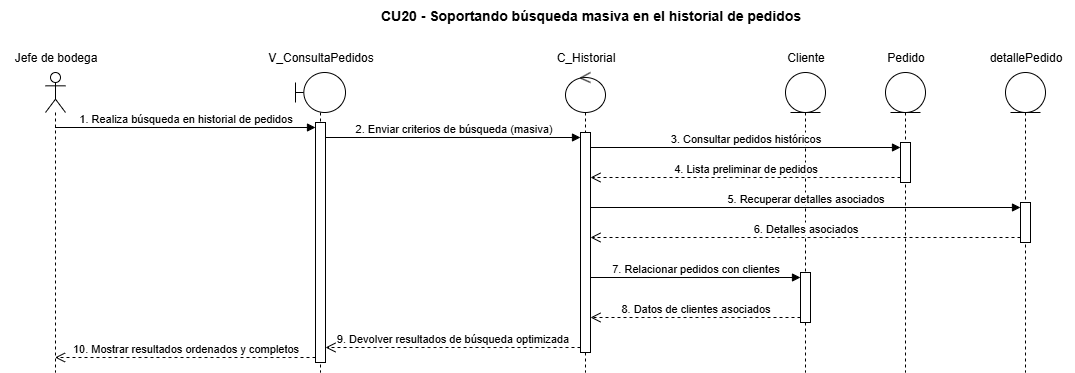 CU20 - Soportando búsqueda masiva en el historial de pedidos
Jefe de bodega
V_ConsultaPedidos
C_Historial
Cliente
Pedido
detallePedido
1. Realiza búsqueda en historial de pedidos
2. Enviar criterios de búsqueda (masiva)
3. Consultar pedidos históricos
4. Lista preliminar de pedidos
5. Recuperar detalles asociados
6. Detalles asociados
7. Relacionar pedidos con clientes
8. Datos de clientes asociados
9. Devolver resultados de búsqueda optimizada
10. Mostrar resultados ordenados y completos